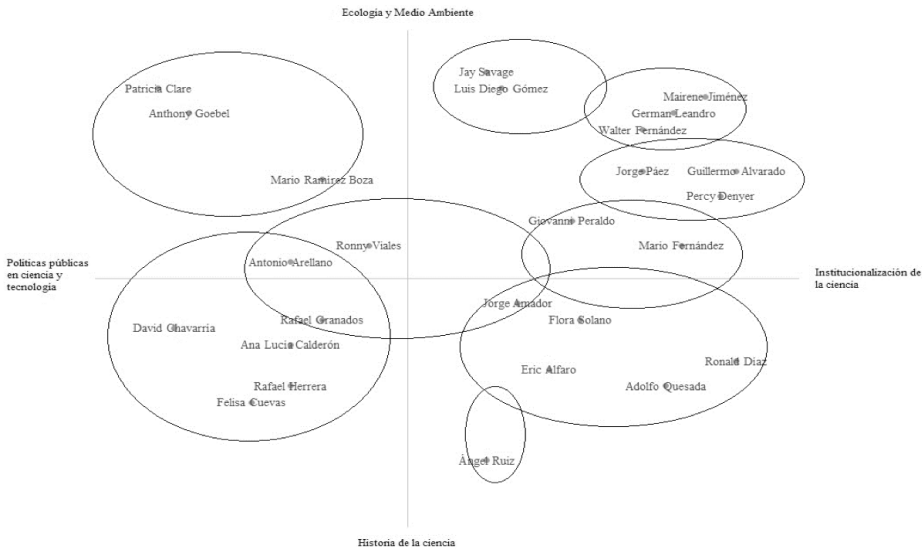 Ecología y Medio Ambiente
Jay Savage
Luis Diego Gómez
Patricia Clare
Anthony Goebel
Mairene Jiménez
German Leandro
Walter Fernández
Mario Ramírez Boza
Jorge Páez
Guillermo Alvarado
Percy Denyer
Giovanni Peraldo
Ronny Viales
Mario Fernández
Antonio Arellano
Políticas públicas
en ciencia y
tecnología
Institucionalización de
la ciencia
Jorge Amador
David Chavarría
Rafael Granados
Flora Solano
Ana Lucía Calderón
Eric Alfaro
Ronald Díaz
Rafael Herrera
Adolfo Quesada
Felisa Cuevas
Ángel Ruiz
Historia de la ciencia